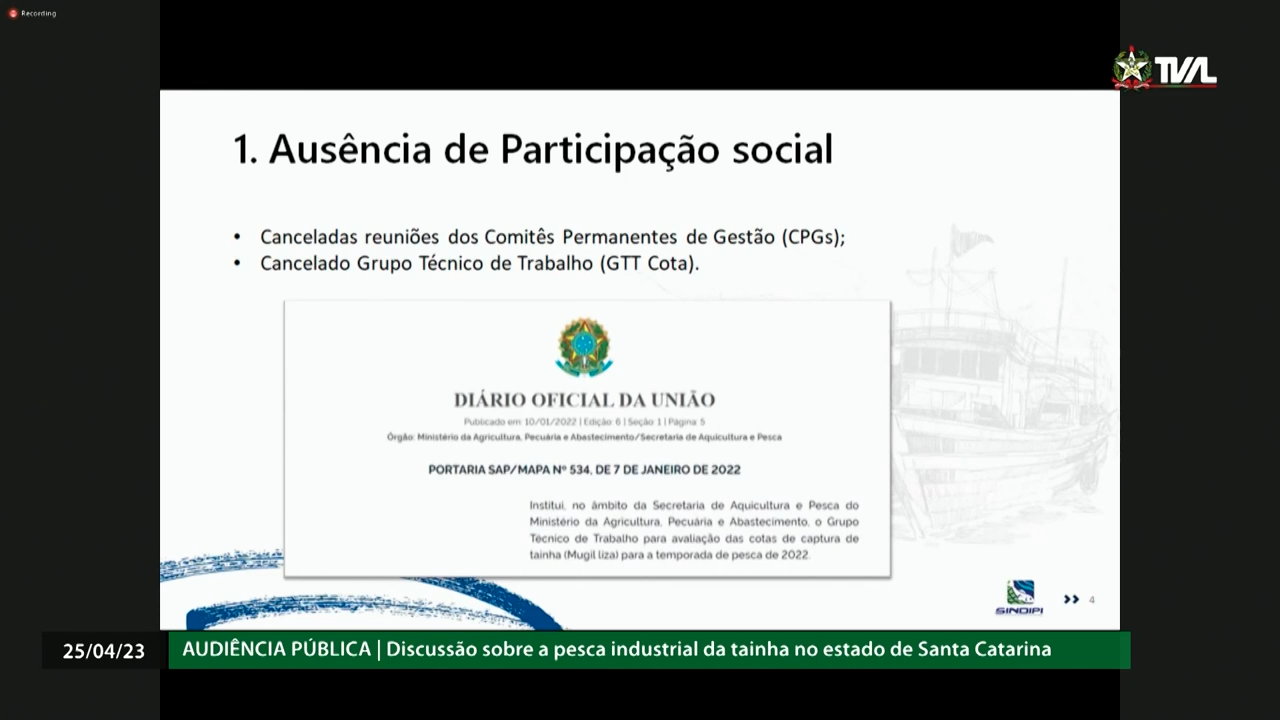 Recording
TVAL
1. Ausência de Participação social
• Canceladas reuniões dos Comitês Permanentes de Gestão (CPGs);
• Cancelado Grupo Técnico de Trabalho (GTT Cota).
DIÁRIO OFICIAL DA UNIÃO
Publicado em: 10/01/2022 | Edição: 6 | Seção: 1 | Página: 5
Órgão: Ministério da Agricultura, Pecuária e Abastecimento/Secretaria de Aquicultura e Pesca
PORTARIA SAP/MAPA Nº 534, DE 7 DE JANEIRO DE 2022
Institui, no âmbito da Secretaria de Aquicultura e Pesca do
Ministério da Agricultura, Pecuária e Abastecimento, o Grupo
Técnico de Trabalho para avaliação das cotas de captura de
tainha (Mugil liza) para a temporada de pesca de 2022.
SINDIPI
4
25/04/23
AUDIÊNCIA PÚBLICA | Discussão sobre a pesca industrial da tainha no estado de Santa Catarina